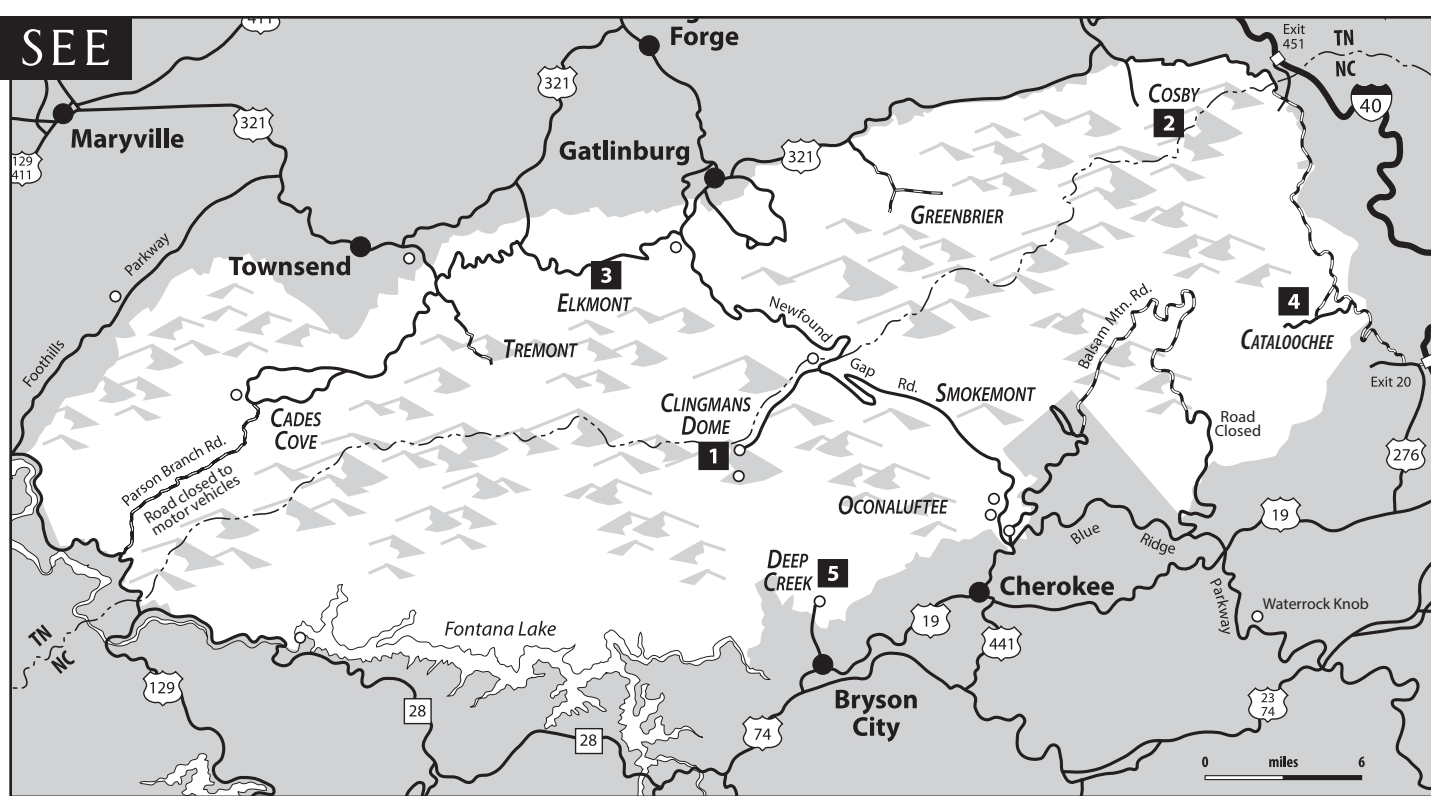 SEE
411
Forge
Exit
451
TN
NC
321
COSBY
2
40
Maryville
321
Gatlinburg
321
129
411
GREENBRIER
Parkway
Townsend
3
ELKMONT
4
CATALOOCHEE
Newfound
Gap
Rd.
Balsam Mtn. Rd.
TREMONT
Foothills
Exit 20
CADES
COVE
CLINGMANS
DOME
1
SMOKEMONT
Road
Closed
276
Parson Branch Rd.
Road closed to
motor vehicles
OCONALUFTEE
19
Blue
Ridge
Parkway
DEEP
CREEK
5
Cherokee
Waterrock Knob
TN
NC
Fontana Lake
19
441
129
28
28
74
Bryson
City
23
74
0 miles 6